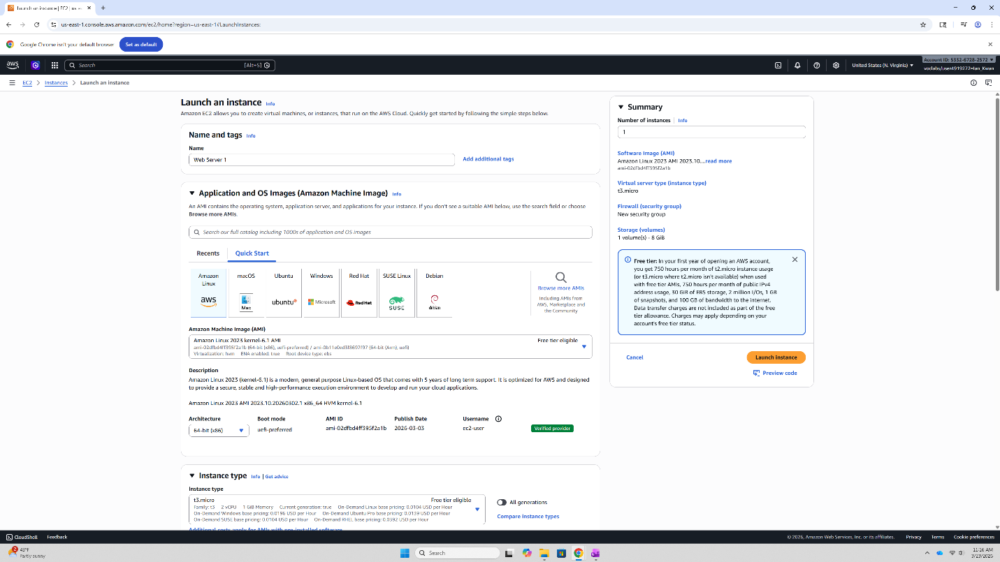 Launch an instance | EC2 | us-e
us-east-1.console.aws.amazon.com/ec2/home?region=us-east-1#LaunchInstances:
Google Chrome isn't your default browser
Set as default
aws
Search
[Alt+S]
United States (N. Virginia)
Account ID: 5332-6728-2572
voclabs/user4919272=Ian_Kwan
EC2
Instances
Launch an instance
Launch an instance Info
Amazon EC2 allows you to create virtual machines, or instances, that run on the AWS Cloud. Quickly get started by following the simple steps below.
Name and tags Info
Name
Web Server 1
Add additional tags
Application and OS Images (Amazon Machine Image) Info
An AMI contains the operating system, application server, and applications for your instance. If you don't see a suitable AMI below, use the search field or choose
Browse more AMIs.
Search our full catalog including 1000s of application and OS images
Recents
Quick Start
Amazon
Linux
aws
macOS
Mac
Ubuntu
ubuntu
Windows
Microsoft
Red Hat
RedHat
SUSE Linux
SUSE
Debian
debian
Browse more AMIs
Including AMIs from
AWS, Marketplace and
the Community
Amazon Machine Image (AMI)
Amazon Linux 2023 kernel-6.1 AMI
Free tier eligible
ami-02dfbd4ff395f2a1b (64-bit (x86), uefi-preferred) / ami-0b11e0ed3f8697f97 (64-bit (Arm), uefi)
Virtualization: hvm ENA enabled: true Root device type: ebs
Description
Amazon Linux 2023 (kernel-6.1) is a modern, general purpose Linux-based OS that comes with 5 years of long term support. It is optimized for AWS and designed
to provide a secure, stable and high-performance execution environment to develop and run your cloud applications.
Amazon Linux 2023 AMI 2023.10.20260302.1 x86_64 HVM kernel-6.1
Architecture
64-bit (x86)
Boot mode
uefi-preferred
AMI ID
ami-02dfbd4ff395f2a1b
Publish Date
2026-03-03
Username
ec2-user
Verified provider
Instance type Info | Get advice
Instance type
t3.micro
Free tier eligible
Family: t3 2 vCPU 1 GiB Memory Current generation: true On-Demand Linux base pricing: 0.0104 USD per Hour
On-Demand Windows base pricing: 0.0196 USD per Hour On-Demand Ubuntu Pro base pricing: 0.0139 USD per Hour
On-Demand SUSE base pricing: 0.0104 USD per Hour On-Demand RHEL base pricing: 0.0392 USD per Hour
All generations
Compare instance types
Additional costs apply for AMIs with pre-installed software
Summary
Number of instances Info
1
Software Image (AMI)
Amazon Linux 2023 AMI 2023.10....read more
ami-02dfbd4ff395f2a1b
Virtual server type (instance type)
t3.micro
Firewall (security group)
New security group
Storage (volumes)
1 volume(s) - 8 GiB
Free tier: In your first year of opening an AWS account,
you get 750 hours per month of t2.micro instance usage
(or t3.micro where t2.micro isn't available) when used
with free tier AMIs, 750 hours per month of public IPv4
address usage, 30 GiB of EBS storage, 2 million I/Os, 1 GB
of snapshots, and 100 GB of bandwidth to the internet.
Data transfer charges are not included as part of the free
tier allowance. Charges may apply depending on your
account's free tier status.
Cancel
Launch instance
Preview code
CloudShell
Feedback
© 2026, Amazon Web Services, Inc. or its affiliates.
Privacy
Terms
Cookie preferences
2
43°F
Partly sunny
Search
11:16 AM
3/23/2026